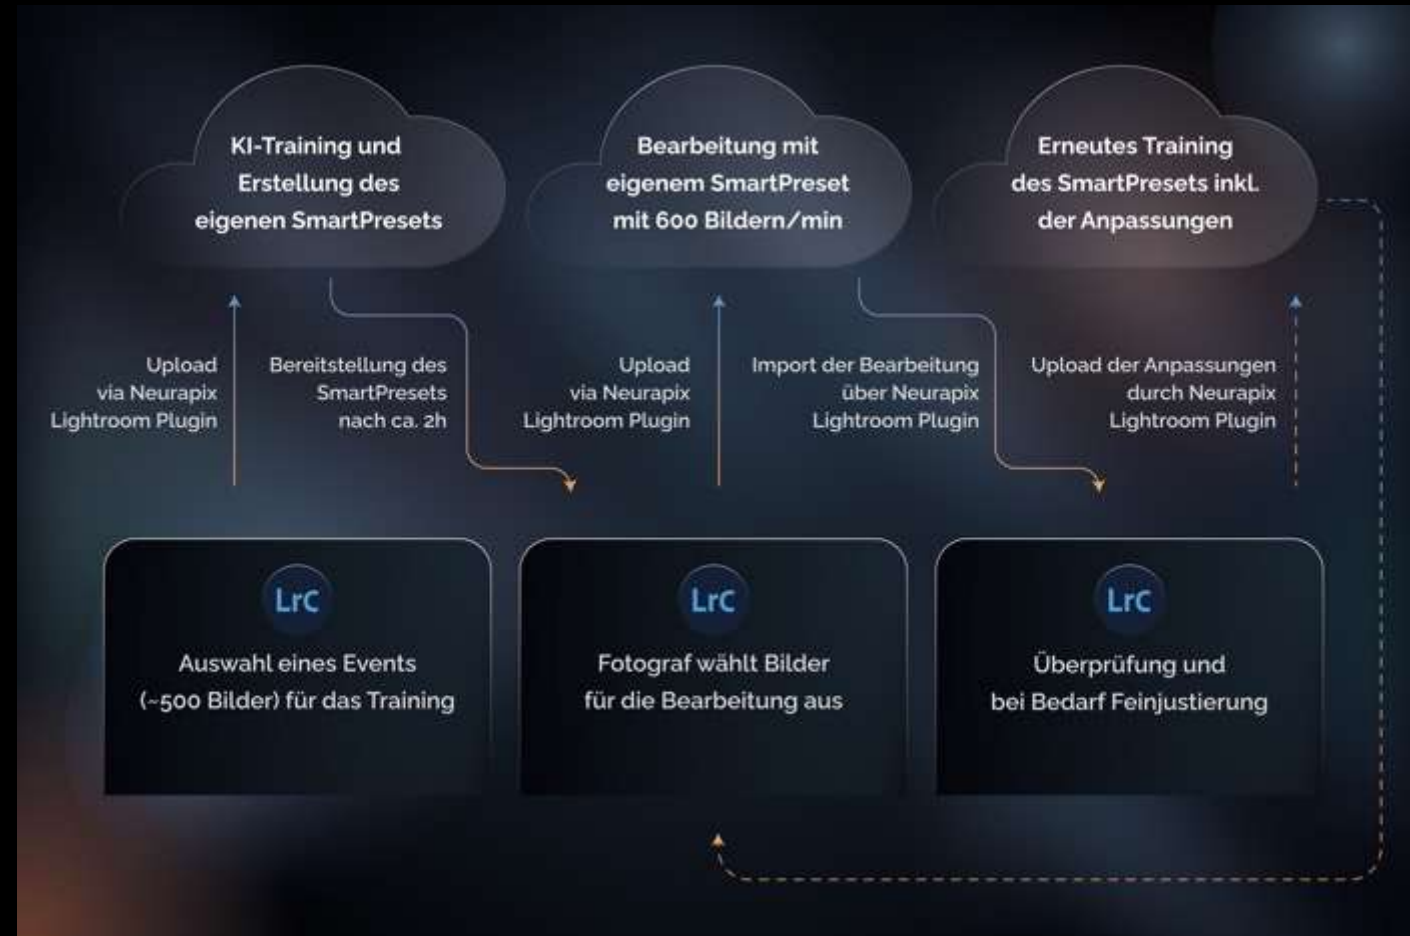 KI-Training und
Erstellung des
eigenen SmartPresets
Bearbeitung mit
eigenem SmartPreset
mit 600 Bildern/min
Erneutes Training
des SmartPresets inkl.
der Anpassungen
Upload
via Neurapix
Lightroom Plugin
Bereitstellung des
SmartPresets
nach ca. 2h
Upload
via Neurapix
Lightroom Plugin
Import der Bearbeitung
über Neurapix
Lightroom Plugin
Upload der Anpassungen
durch Neurapix
Lightroom Plugin
LrC
Auswahl eines Events
(~500 Bilder) für das Training
LrC
Fotograf wählt Bilder
für die Bearbeitung aus
LrC
Überprüfung und
bei Bedarf Feinjustierung